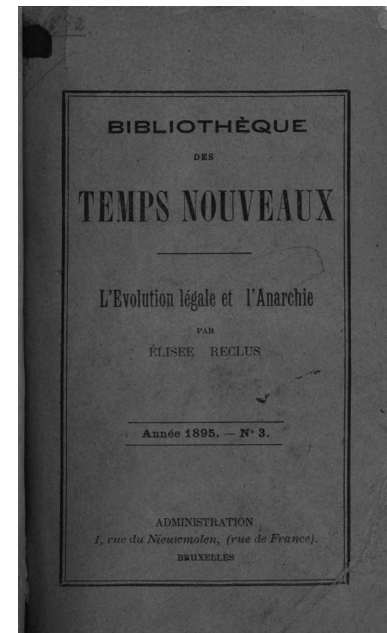 BIBLIOTHÈQUE
DES
TEMPS NOUVEAUX
L'Evolution légale et l'Anarchie
PAR
ÉLISÉE RECLUS
Année 1895. — N° 3.
ADMINISTRATION
1, rue du Nieuwmolen, (rue de France).
BRUXELLES